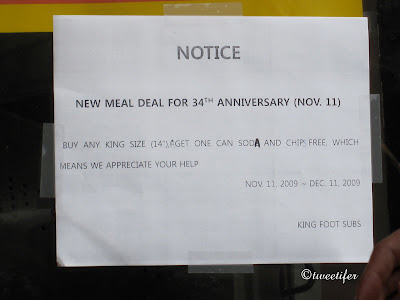 NOTICE
NEW MEAL DEAL FOR 34TH ANNIVERSARY (NOV. 11)
BUY ANY KING SIZE (14"), GET ONE CAN SODA AND CHIP, FREE, WHICH
MEANS WE APPRECIATE YOUR HELP
NOV. 11, 2009 ~ DEC. 11, 2009
KING FOOT SUBS
©tweetifer